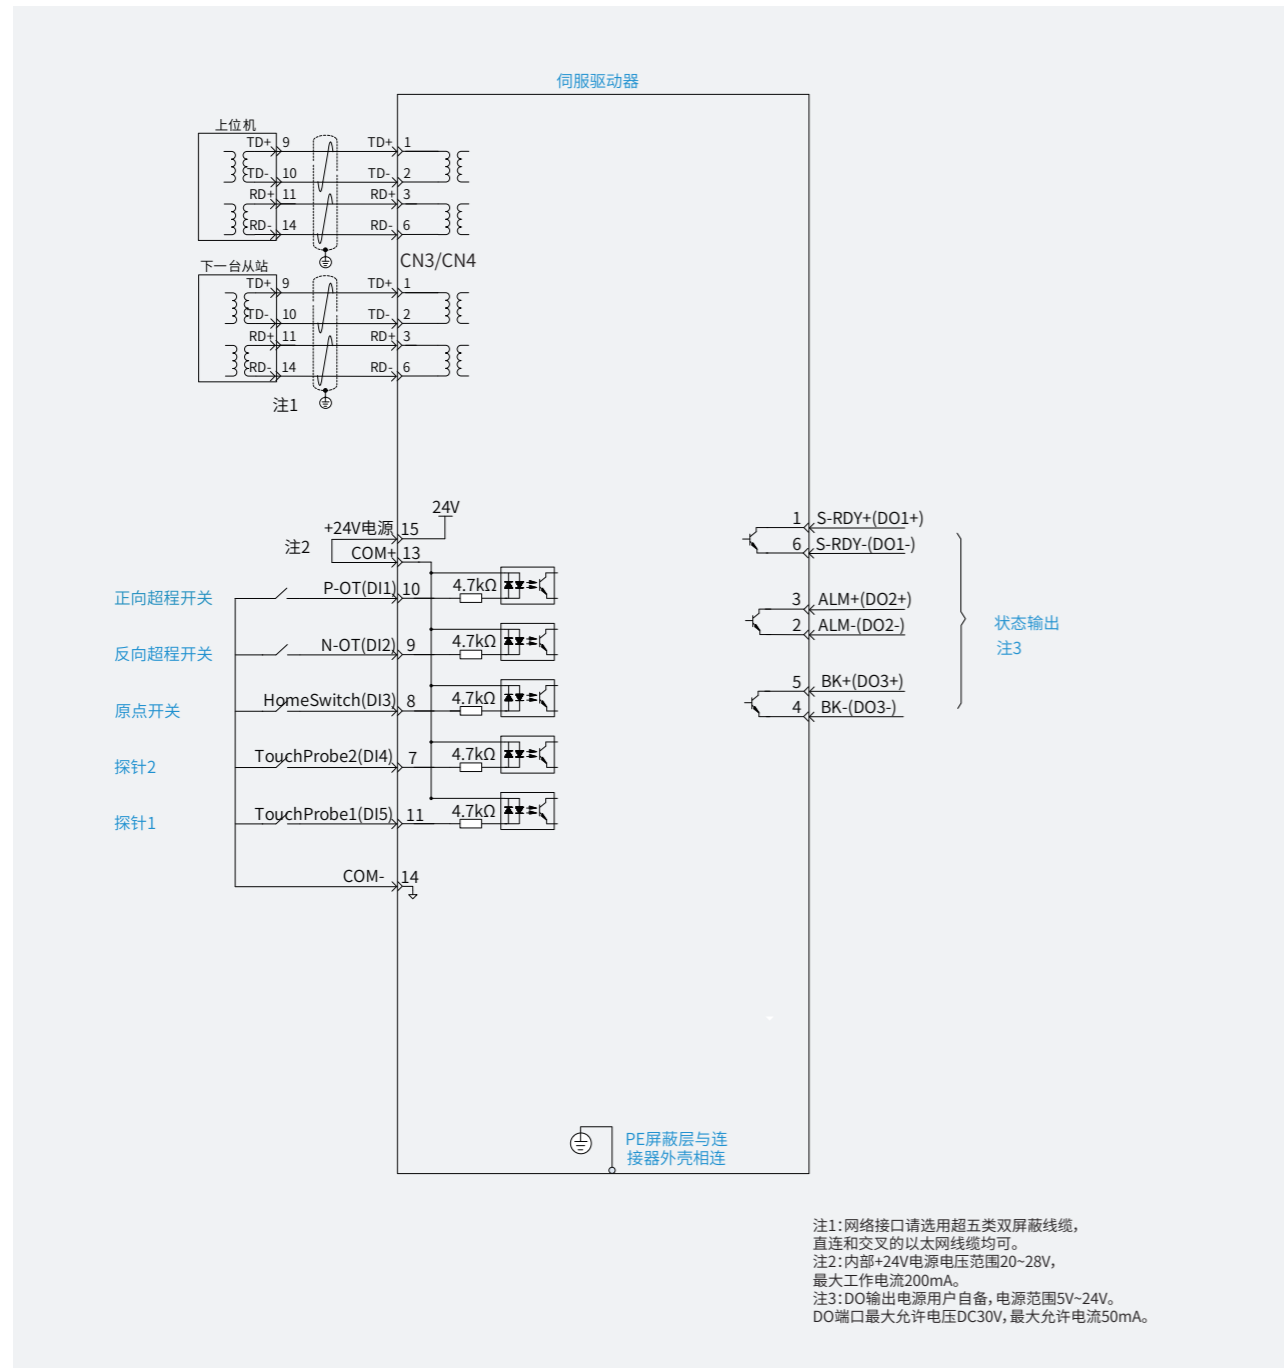 伺服驱动器
上位机
TD+ 9 TD+ 1
TD- 10 TD- 2
RD+ 11 RD+ 3
RD- 14 RD- 6
CN3/CN4
下一台从站
TD+ 9 TD+ 1
TD- 10 TD- 2
RD+ 11 RD+ 3
RD- 14 RD- 6
注1
24V
+24V电源 15
注2
COM+ 13
正向超程开关 P-OT(DI1) 10 4.7kΩ
反向超程开关 N-OT(DI2) 9 4.7kΩ
原点开关 HomeSwitch(DI3) 8 4.7kΩ
探针2 TouchProbe2(DI4) 7 4.7kΩ
探针1 TouchProbe1(DI5) 11 4.7kΩ
COM- 14
1 S-RDY+(DO1+)
6 S-RDY-(DO1-)
3 ALM+(DO2+)
2 ALM-(DO2-)
5 BK+(DO3+)
4 BK-(DO3-)
状态输出
注3
PE屏蔽层与连
接器外壳相连
注1:网络接口请选用超五类双屏蔽线缆,
直连和交叉的以太网线缆均可。
注2:内部+24V电源电压范围20~28V,
最大工作电流200mA。
注3:DO输出电源用户自备,电源范围5V~24V。
DO端口最大允许电压DC30V,最大允许电流50mA。